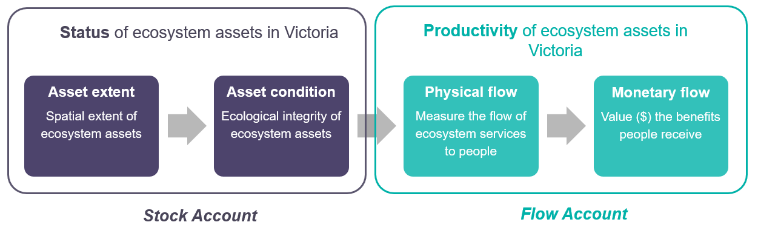 Status of ecosystem assets in Victoria
Asset extent
Spatial extent of
ecosystem assets
Asset condition
Ecological integrity of
ecosystem assets
Stock Account
Productivity of ecosystem assets in
Victoria
Physical flow
Measure the flow of
ecosystem services
to people
Monetary flow
Value ($) the benefits
people receive
Flow Account